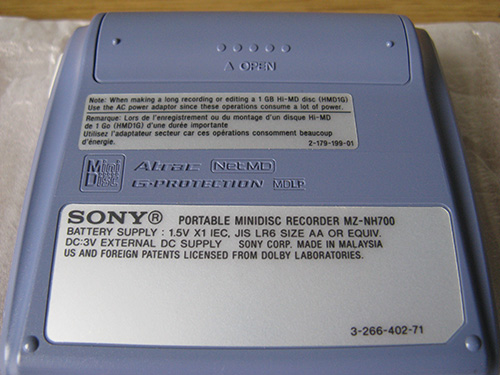 A OPEN
Note: When making a long recording or editing a 1 GB Hi-MD disc (HMD1G)
Use the AC power adaptor since these operations consume a lot of power.
Remarque: Lors de l'enregistrement ou du montage d'un disque Hi-MD
de 1 Go (HMD1G) d'une durée importante
Utilisez l'adaptateur secteur car ces opérations consomment beaucoup
d'énergie.
2-179-199-01
Atrac Net MD
G-PROTECTION MDLP
SONY® PORTABLE MINIDISC RECORDER MZ-NH700
BATTERY SUPPLY : 1.5V X1 IEC, JIS LR6 SIZE AA OR EQUIV.
DC:3V EXTERNAL DC SUPPLY SONY CORP. MADE IN MALAYSIA
US AND FOREIGN PATENTS LICENSED FROM DOLBY LABORATORIES.
3-266-402-71